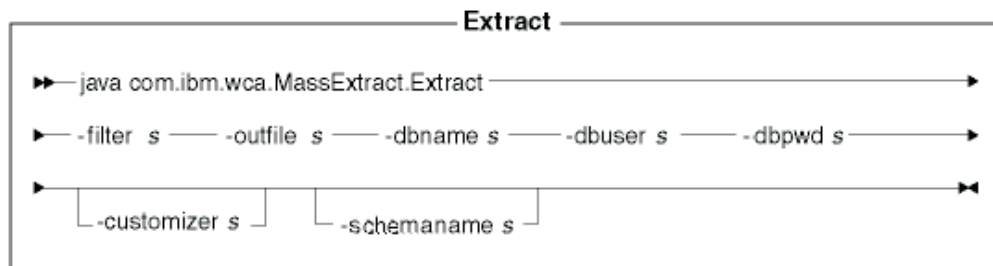 Extract
java com.ibm.wca.MassExtract.Extract
-filter s -outfile s -dbname s -dbuser s -dbpwd s
-customizer s -schemaname s